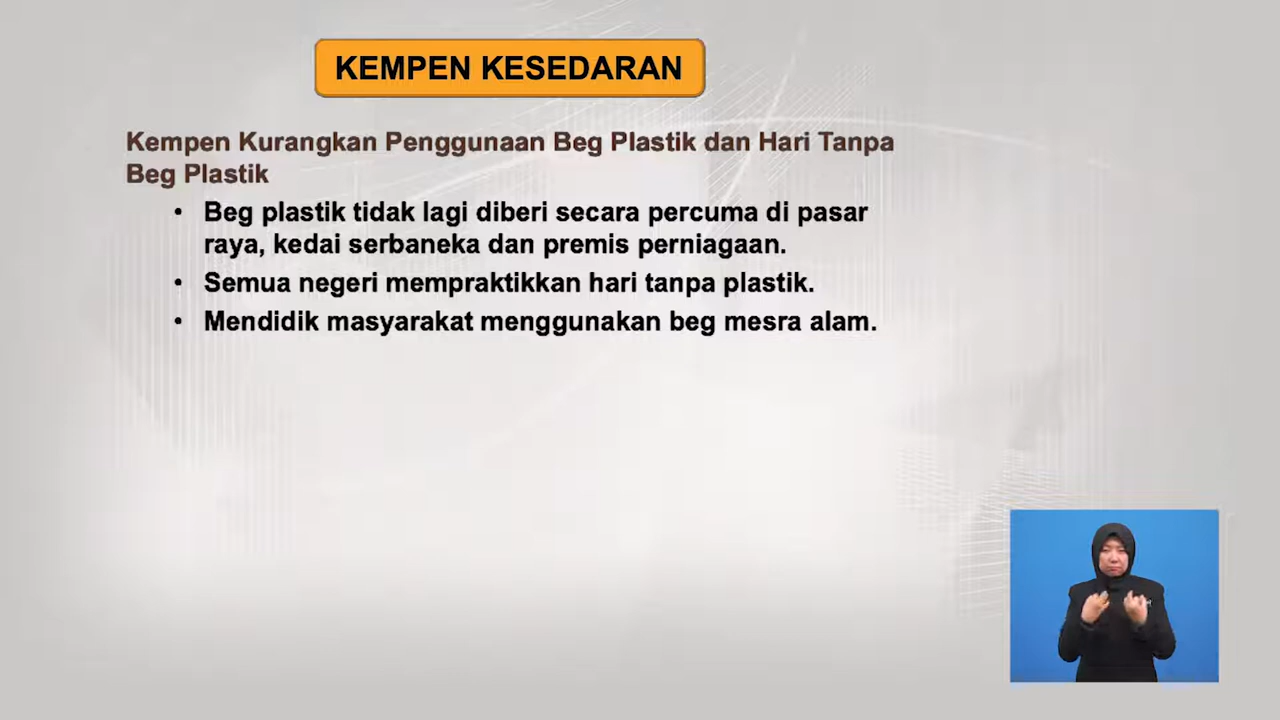 KEMPEN KESEDARAN
Kempen Kurangkan Penggunaan Beg Plastik dan Hari Tanpa
Beg Plastik
• Beg plastik tidak lagi diberi secara percuma di pasar
raya, kedai serbaneka dan premis perniagaan.
• Semua negeri mempraktikkan hari tanpa plastik.
• Mendidik masyarakat menggunakan beg mesra alam.